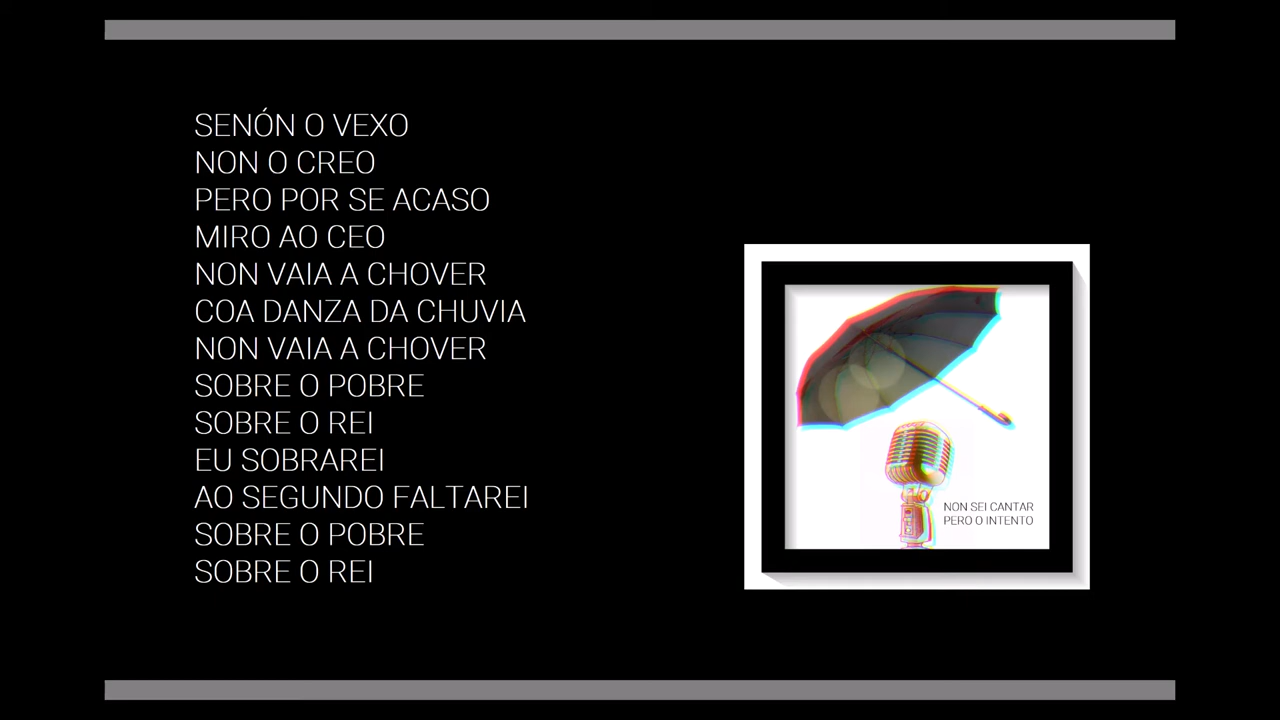 SENÓN O VEXO
NON O CREO
PERO POR SE ACASO
MIRO AO CEO
NON VAIA A CHOVER
COA DANZA DA CHUVIA
NON VAIA A CHOVER
SOBRE O POBRE
SOBRE O REI
EU SOBRAREI
AO SEGUNDO FALTAREI
SOBRE O POBRE
SOBRE O REI
NON SEI CANTAR
PERO O INTENTO